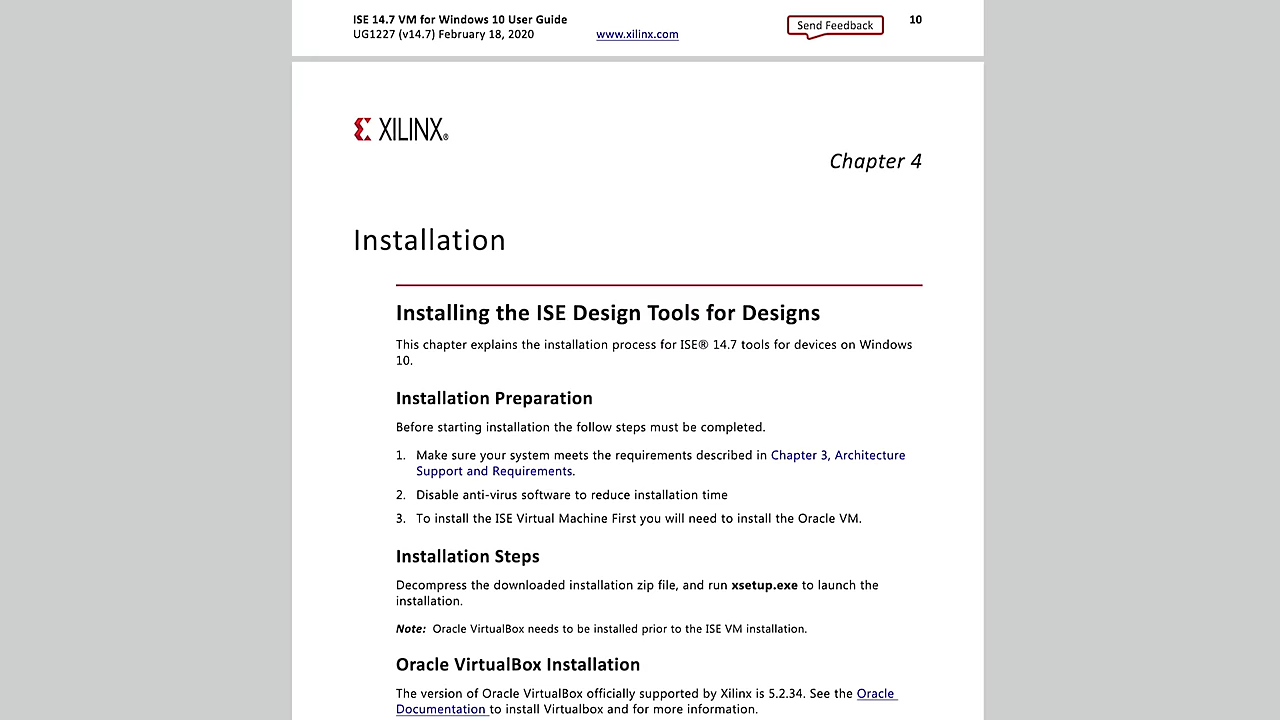 ISE 14.7 VM for Windows 10 User Guide
UG1227 (v14.7) February 18, 2020 www.xilinx.com Send Feedback 10
XILINX®
Chapter 4
Installation
Installing the ISE Design Tools for Designs
This chapter explains the installation process for ISE® 14.7 tools for devices on Windows
10.
Installation Preparation
Before starting installation the follow steps must be completed.
1. Make sure your system meets the requirements described in Chapter 3, Architecture
Support and Requirements.
2. Disable anti-virus software to reduce installation time
3. To install the ISE Virtual Machine First you will need to install the Oracle VM.
Installation Steps
Decompress the downloaded installation zip file, and run xsetup.exe to launch the
installation.
Note: Oracle VirtualBox needs to be installed prior to the ISE VM installation.
Oracle VirtualBox Installation
The version of Oracle VirtualBox officially supported by Xilinx is 5.2.34. See the Oracle
Documentation to install Virtualbox and for more information.